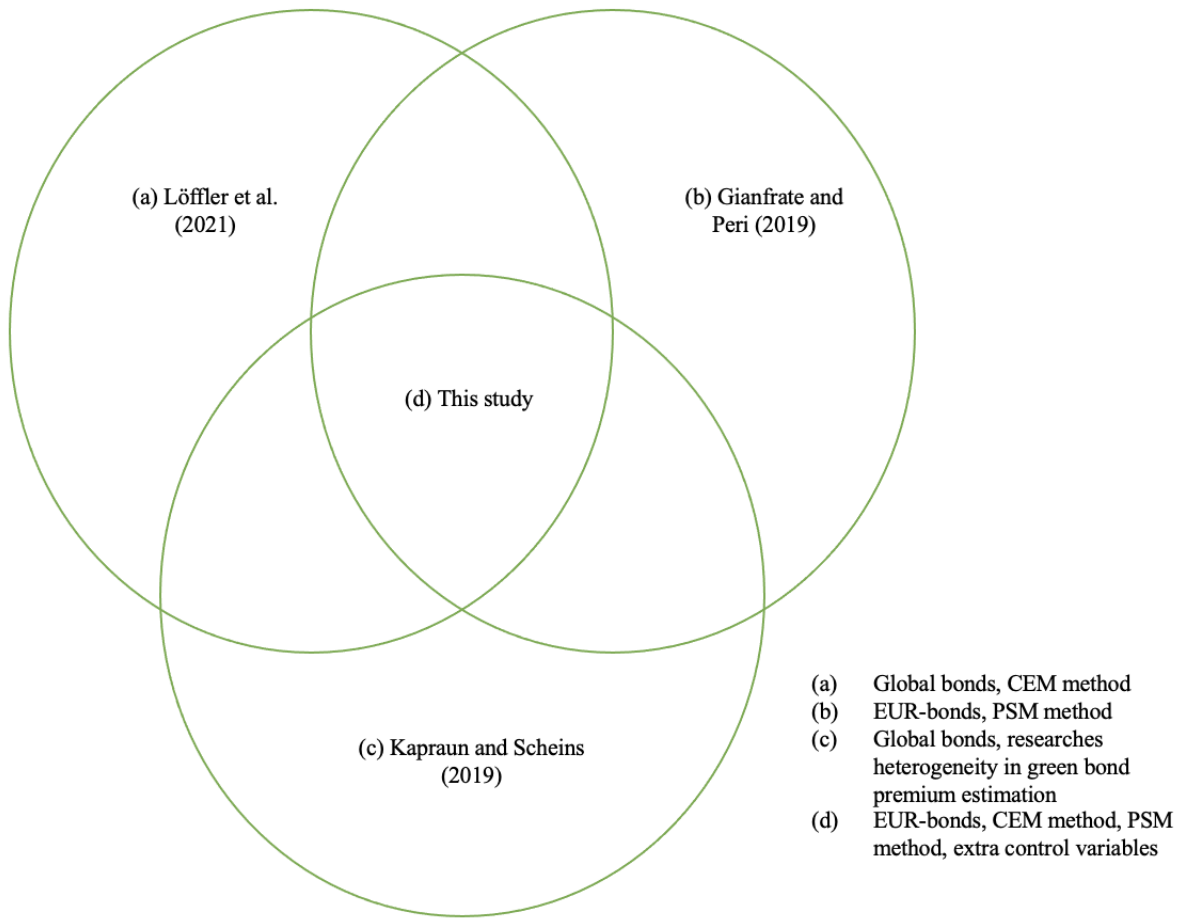 (a) Löffler et al.
(2021)
(b) Gianfrate and
Peri (2019)
(d) This study
(c) Kapraun and Scheins
(2019)
(a) Global bonds, CEM method
(b) EUR-bonds, PSM method
(c) Global bonds, researches
heterogeneity in green bond
premium estimation
(d) EUR-bonds, CEM method, PSM
method, extra control variables